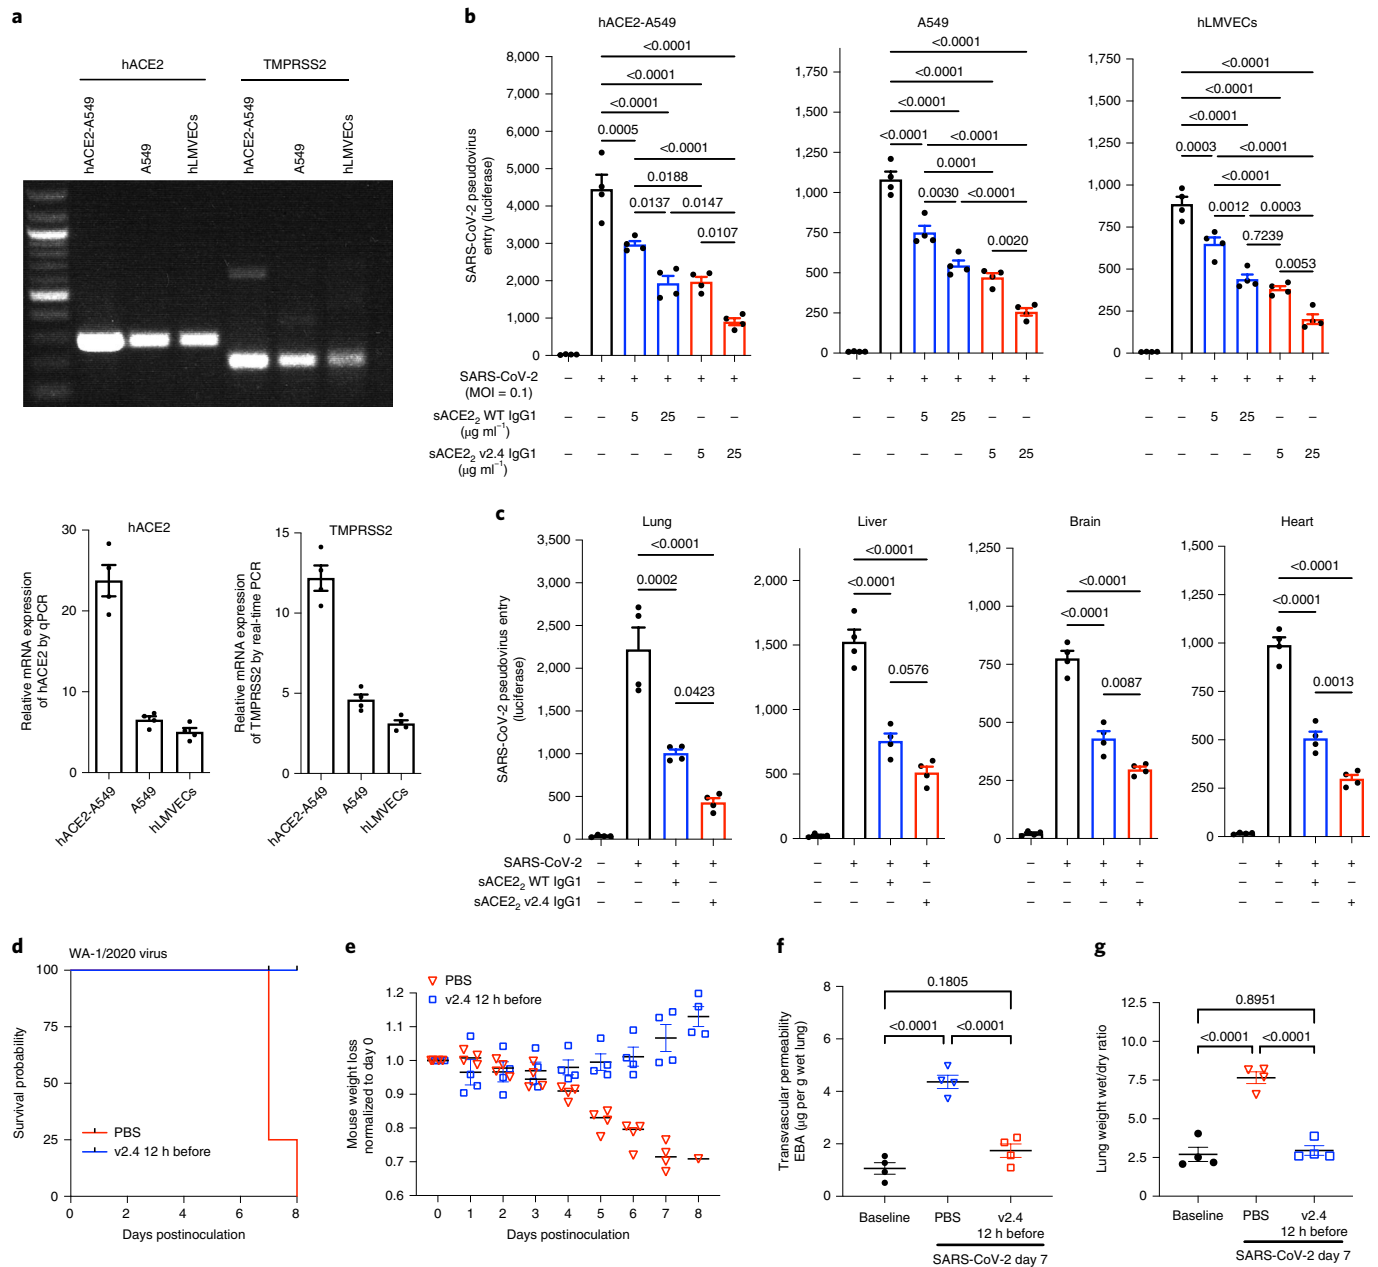 a
hACE2
TMPRSS2
hACE2-A549
A549
hLMVECs
hACE2-A549
A549
hLMVECs
hACE2
Relative mRNA expression
of hACE2 by qPCR
30
20
10
0
hACE2-A549
A549
hLMVECs
TMPRSS2
Relative mRNA expression
of TMPRSS2 by real-time PCR
15
10
5
0
hACE2-A549
A549
hLMVECs
b
hACE2-A549
SARS-CoV-2 pseudovirus
entry (luciferase)
8,000
7,000
6,000
5,000
4,000
3,000
2,000
1,000
0
<0.0001
<0.0001
<0.0001
0.0005
<0.0001
0.0188
0.0137
0.0147
0.0107
A549
1,750
1,500
1,250
1,000
750
500
250
0
<0.0001
<0.0001
<0.0001
<0.0001
<0.0001
0.0001
0.0030
<0.0001
0.0020
hLMVECs
1,750
1,500
1,250
1,000
750
500
250
0
<0.0001
<0.0001
<0.0001
0.0003
<0.0001
<0.0001
0.0012
0.0003
0.7239
0.0053
SARS-CoV-2
(MOI = 0.1)
– + + + + +
– + + + + +
– + + + + +
sACE2₂ WT IgG1
(μg ml⁻¹)
– – 5 25 – –
– – 5 25 – –
– – 5 25 – –
sACE2₂ v2.4 IgG1
(μg ml⁻¹)
– – – – 5 25
– – – – 5 25
– – – – 5 25
c
SARS-CoV-2 pseudovirus entry
(luciferase)
Lung
3,500
3,000
2,500
2,000
1,500
1,000
500
0
<0.0001
0.0002
0.0423
Liver
2,000
1,500
1,000
500
0
<0.0001
<0.0001
0.0576
Brain
1,250
1,000
750
500
250
0
<0.0001
<0.0001
0.0087
Heart
1,500
1,250
1,000
750
500
250
0
<0.0001
<0.0001
0.0013
SARS-CoV-2 – + + + – + + + – + + + – + + +
sACE2₂ WT IgG1 – – + – – – + – – – + – – – + –
sACE2₂ v2.4 IgG1 – – – + – – – + – – – + – – – +
d
WA-1/2020 virus
Survival probability
100
75
50
25
0
PBS
v2.4 12 h before
0 2 4 6 8
Days postinoculation
e
PBS
v2.4 12 h before
Mouse weight loss
normalized to day 0
1.2
1.1
1.0
0.9
0.8
0.7
0.6
0 1 2 3 4 5 6 7 8
Days postinoculation
f
Transvascular permeability
EBA (μg per g wet lung)
8
6
4
2
0
0.1805
<0.0001
<0.0001
Baseline
PBS
v2.4
12 h before
SARS-CoV-2 day 7
g
Lung weight wet/dry ratio
12.5
10.0
7.5
5.0
2.5
0
0.8951
<0.0001
<0.0001
Baseline
PBS
v2.4
12 h before
SARS-CoV-2 day 7